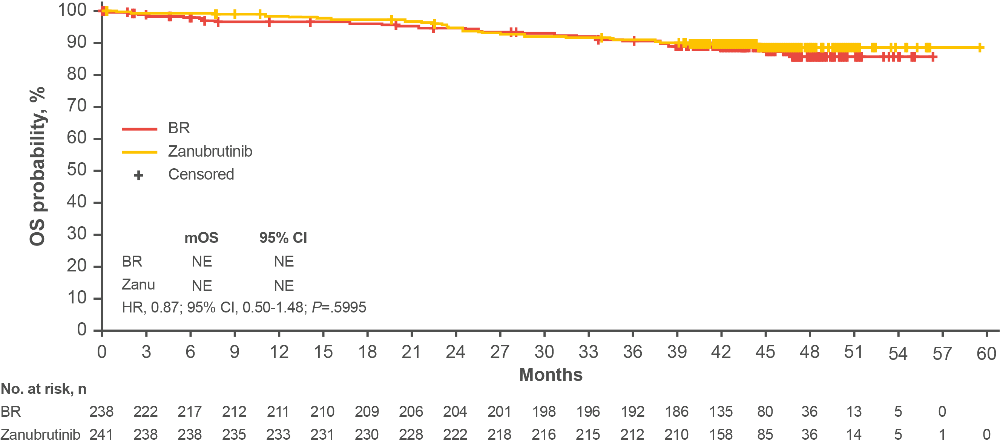 OS probability, %
100
90
80
70
60
50
40
30
20
10
0
BR
Zanubrutinib
Censored
mOS 95% CI
BR NE NE
Zanu NE NE
HR, 0.87; 95% CI, 0.50-1.48; P=.5995
0 3 6 9 12 15 18 21 24 27 30 33 36 39 42 45 48 51 54 57 60
Months
No. at risk, n
BR 238 222 217 212 211 210 209 206 204 201 198 196 192 186 135 80 36 13 5 0
Zanubrutinib 241 238 238 235 233 231 230 228 222 218 216 215 212 210 158 85 36 14 5 1 0